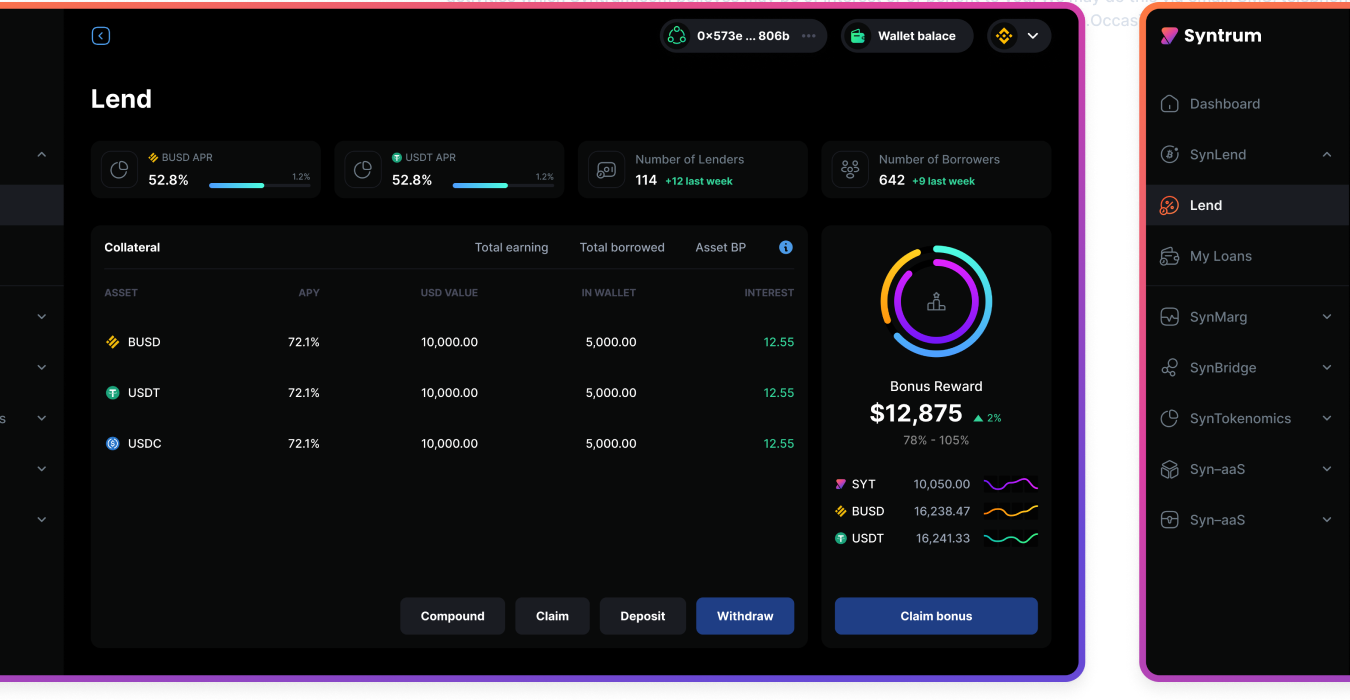 .Occas
0×573e ... 806b
Wallet balace
Lend
BUSD APR
52.8%
1.2%
USDT APR
52.8%
1.2%
Number of Lenders
114 +12 last week
Number of Borrowers
642 +9 last week
Collateral
Total earning
Total borrowed
Asset BP
ASSET APY USD VALUE IN WALLET INTEREST
BUSD 72.1% 10,000.00 5,000.00 12.55
USDT 72.1% 10,000.00 5,000.00 12.55
USDC 72.1% 10,000.00 5,000.00 12.55
Compound
Claim
Deposit
Withdraw
Bonus Reward
$12,875 2%
78% - 105%
SYT 10,050.00
BUSD 16,238.47
USDT 16,241.33
Claim bonus
s
Syntrum
Dashboard
SynLend
Lend
My Loans
SynMarg
SynBridge
SynTokenomics
Syn–aaS
Syn–aaS